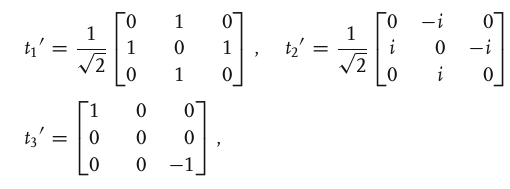 t₁′ = 1/√2 [0 1 0; 1 0 1; 0 1 0], t₂′ = 1/√2 [0 −i 0; i 0 −i; 0 i 0]
t₃′ = [1 0 0; 0 0 0; 0 0 −1],